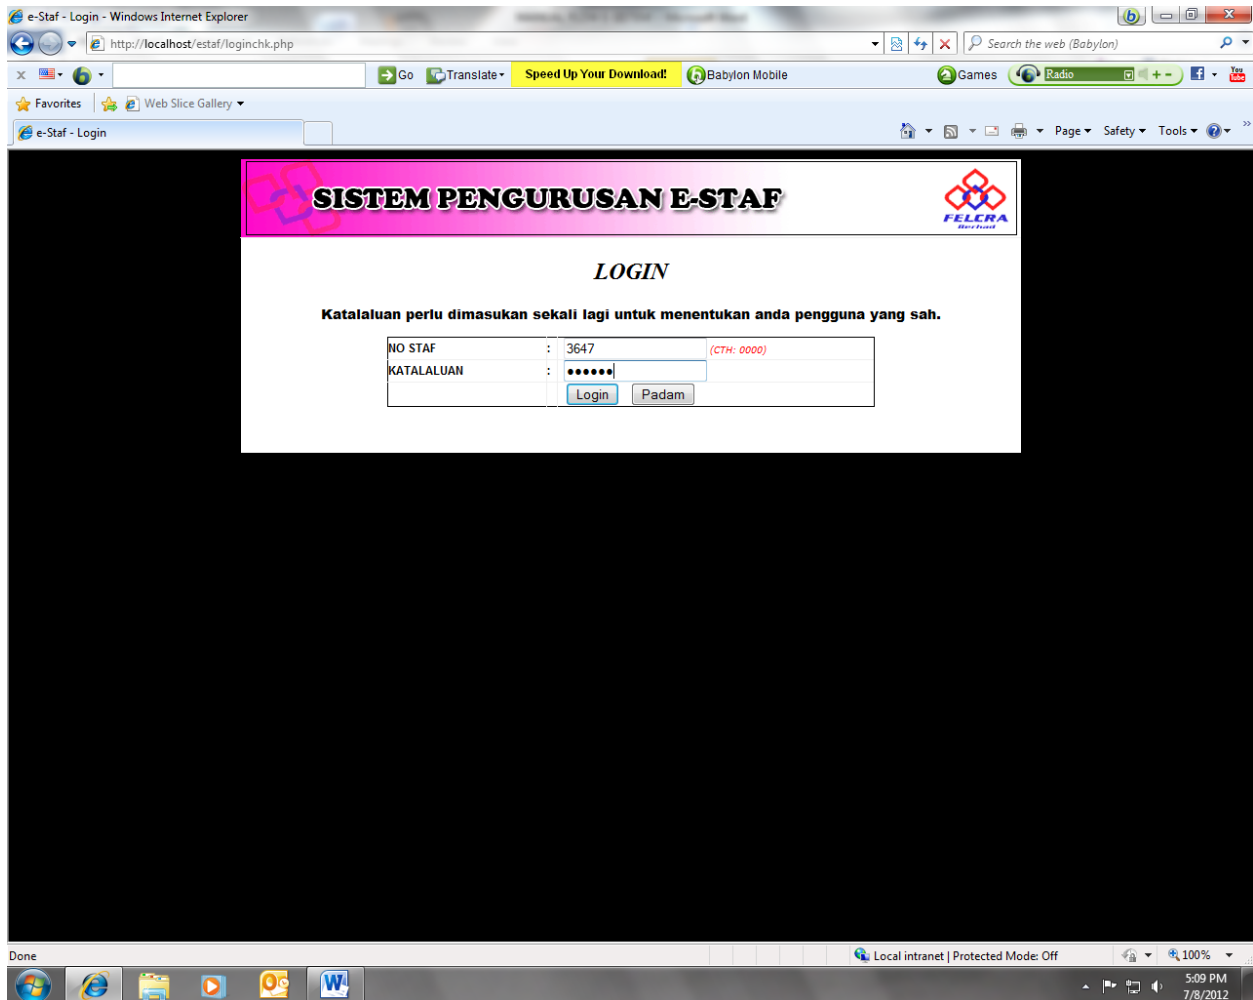 e-Staf - Login - Windows Internet Explorer
http://localhost/estaf/loginchk.php
Search the web (Babylon)
Go Translate Speed Up Your Download! Babylon Mobile Games Radio You Tube
Favorites Web Slice Gallery
e-Staf - Login Page Safety Tools
SISTEM PENGURUSAN E-STAF
FELCRA
Berhad
LOGIN
Katalaluan perlu dimasukan sekali lagi untuk menentukan anda pengguna yang sah.
NO STAF : 3647 (CTH: 0000)
KATALALUAN : ••••••
Login Padam
Done Local intranet | Protected Mode: Off 100%
5:09 PM
7/8/2012